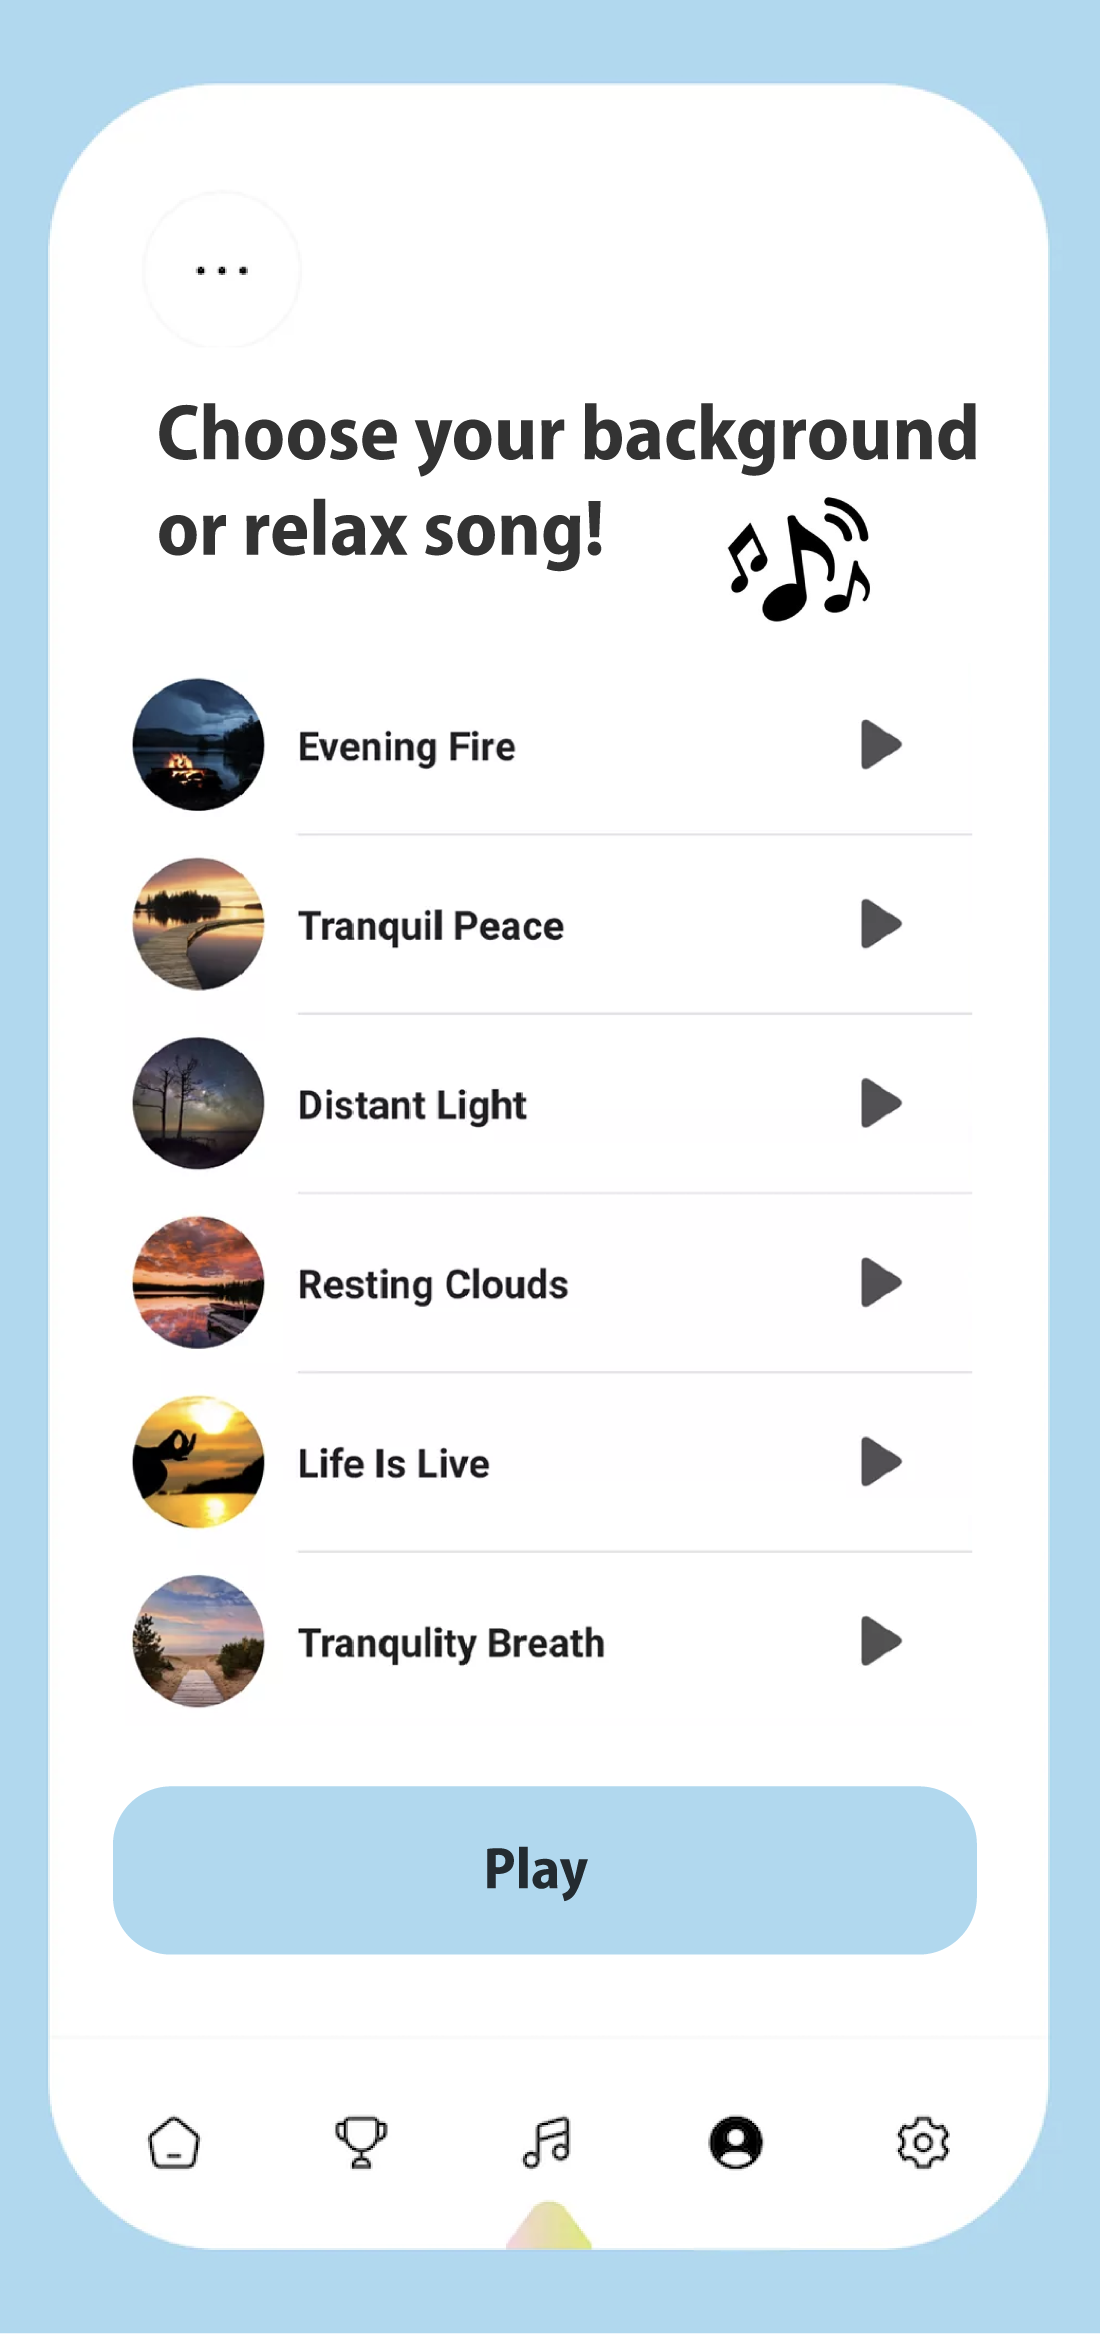 Choose your background
or relax song!
Evening Fire
Tranquil Peace
Distant Light
Resting Clouds
Life Is Live
Tranqulity Breath
Play